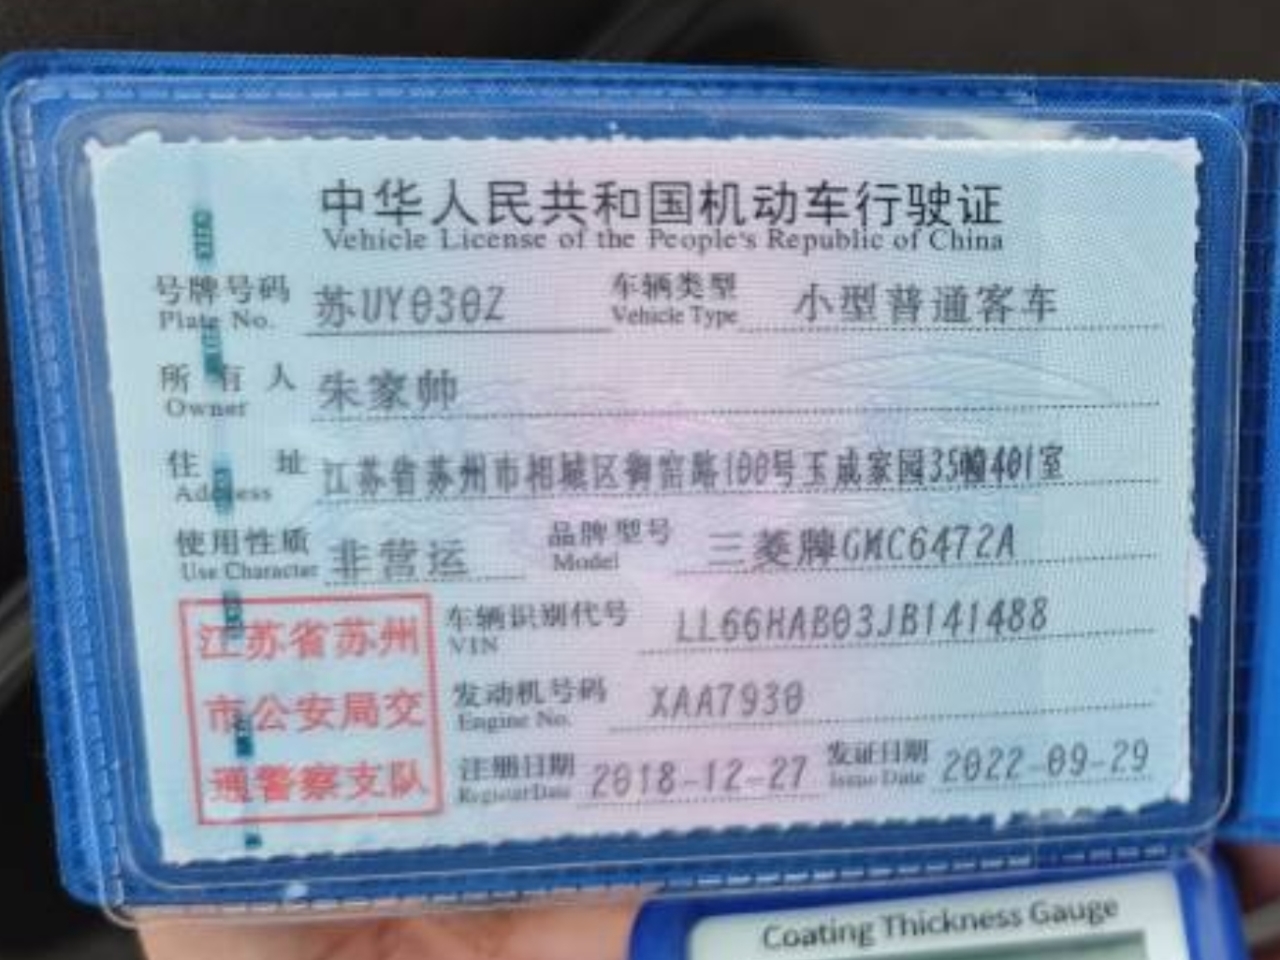 中华人民共和国机动车行驶证
Vehicle License of the People's Republic of China
号牌号码 苏UY030Z 车辆类型 小型普通客车
Plate No. Vehicle Type
所有人 朱家帅
Owner
住址 江苏省苏州市相城区御窑路100号玉成家园35幢401室
Address
使用性质 非营运 品牌型号 三菱牌GMC6472A
Use Character Model
江苏省苏州
市公安局交
通警察支队
车辆识别代号 LL66HAB03JB141488
VIN
发动机号码 XAA7930
Engine No.
注册日期 2018-12-27 发证日期 2022-09-29
Register Date Issue Date
Coating Thickness Gauge